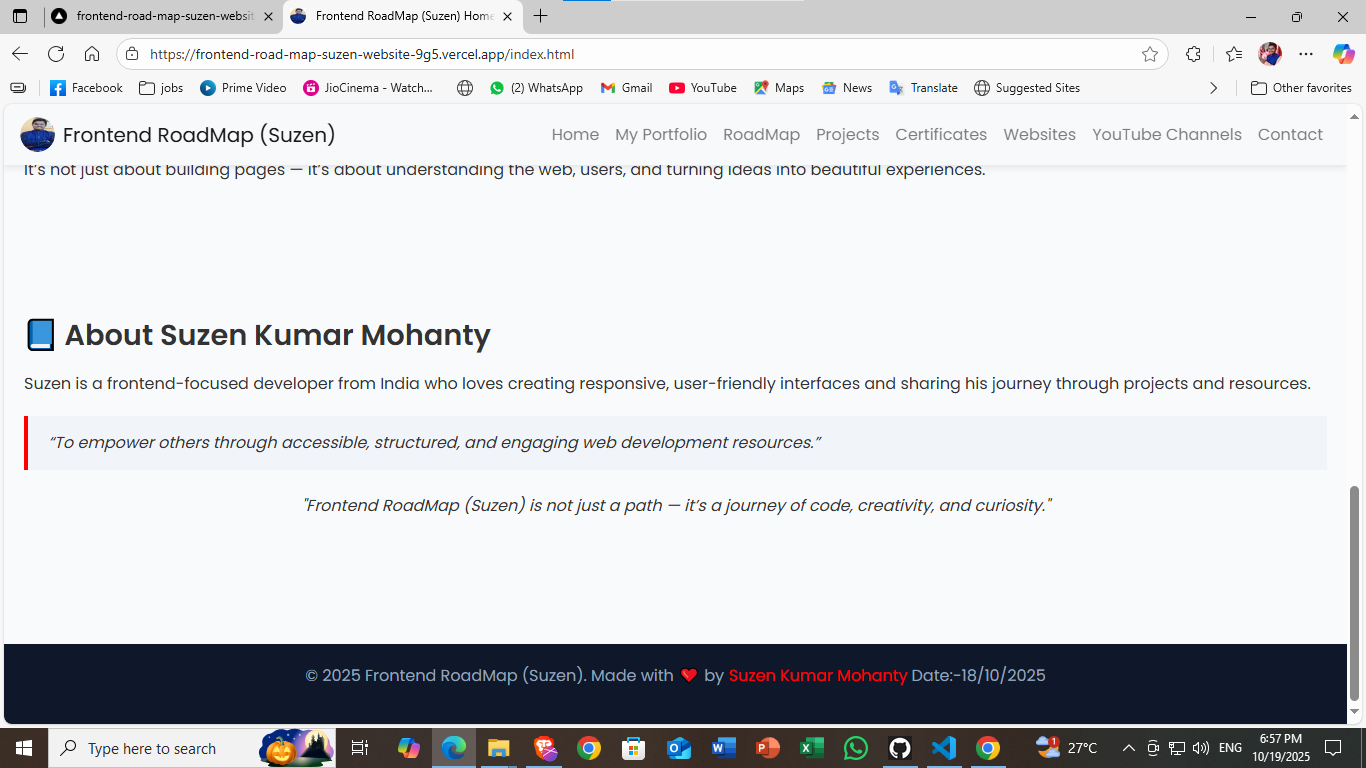 frontend-road-map-suzen-websit
Frontend RoadMap (Suzen) Home
https://frontend-road-map-suzen-website-9g5.vercel.app/index.html
Facebook jobs Prime Video JioCinema - Watch... (2) WhatsApp Gmail YouTube Maps News Translate Suggested Sites Other favorites
Frontend RoadMap (Suzen) Home My Portfolio RoadMap Projects Certificates Websites YouTube Channels Contact
It’s not just about building pages — it’s about understanding the web, users, and turning ideas into beautiful experiences.
About Suzen Kumar Mohanty
Suzen is a frontend-focused developer from India who loves creating responsive, user-friendly interfaces and sharing his journey through projects and resources.
“To empower others through accessible, structured, and engaging web development resources.”
"Frontend RoadMap (Suzen) is not just a path — it’s a journey of code, creativity, and curiosity."
© 2025 Frontend RoadMap (Suzen). Made with ❤️ by Suzen Kumar Mohanty Date:-18/10/2025
Type here to search
1
27°C
ENG
6:57 PM
10/19/2025